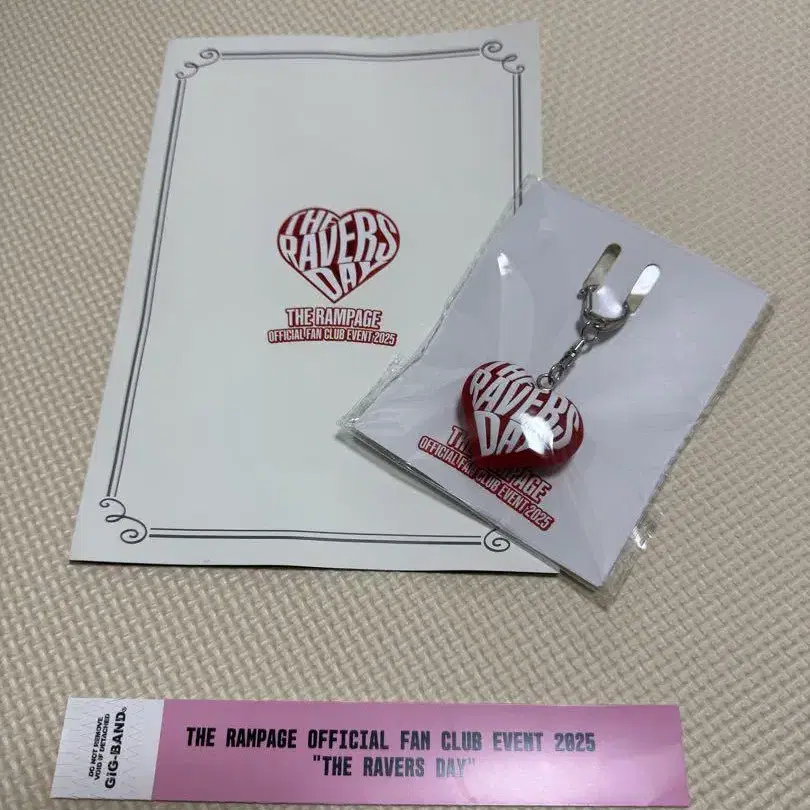 THE
RAVERS
DAY
THE RAMPAGE
OFFICIAL FAN CLUB EVENT 2025
THE
RAVERS
DAY
RAMPAGE
OFFICIAL FAN CLUB EVENT 2025
DO NOT REMOVE
VOID IF DETACHED
GiG-BAND®
THE RAMPAGE OFFICIAL FAN CLUB EVENT 2025
"THE RAVERS DAY"